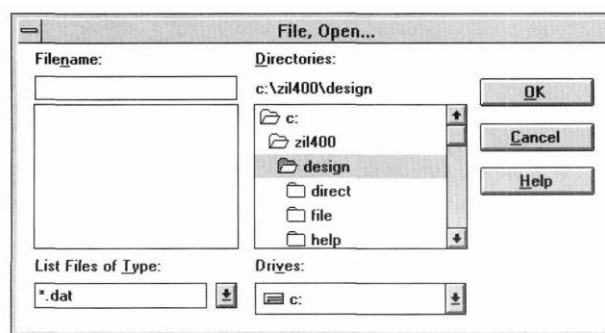 File, Open...
Filename:
Directories:
c:\zil400\design
c:
zil400
design
direct
file
help
OK
Cancel
Help
List Files of Type:
*.dat
Drives:
c: